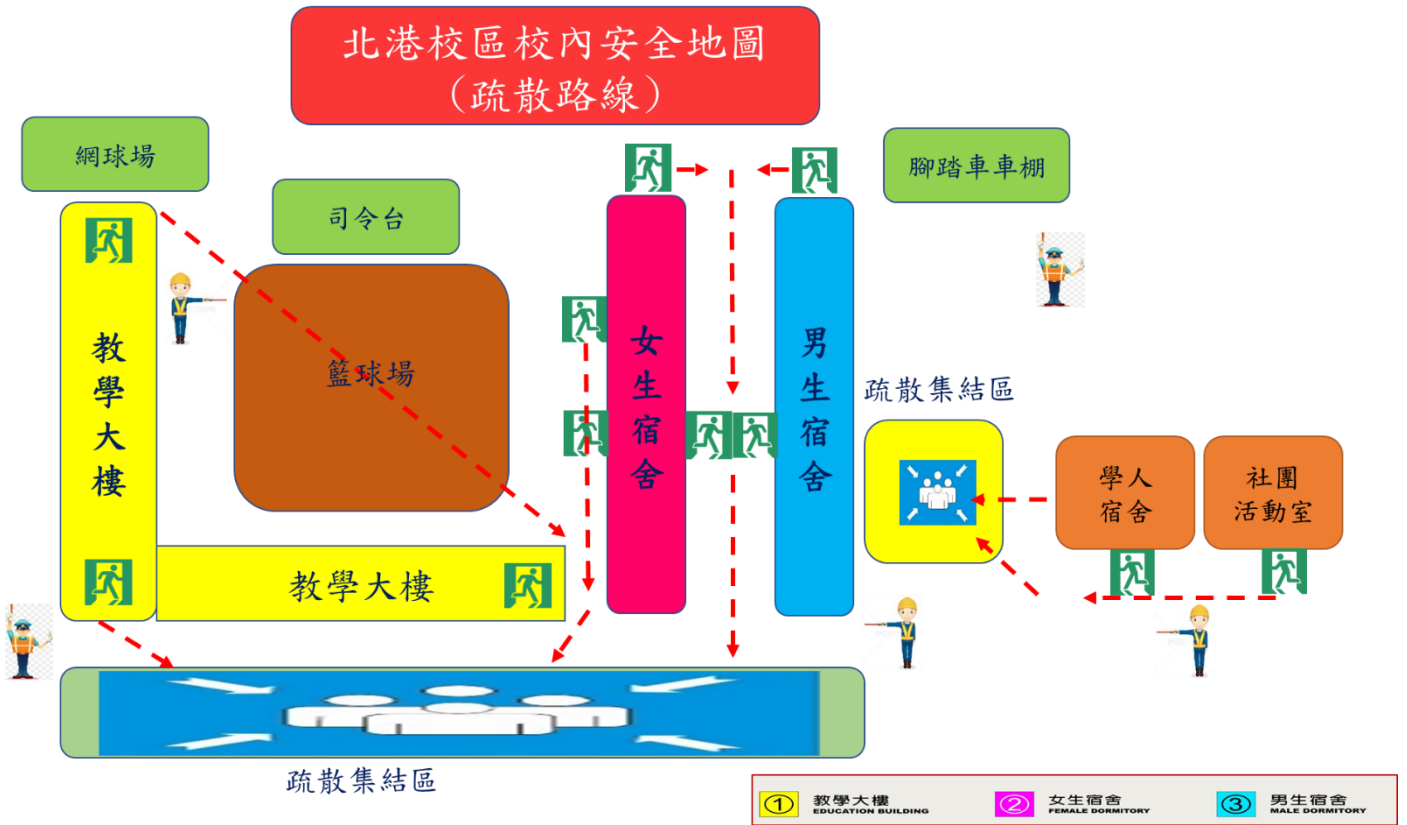 北港校區校內安全地圖
（疏散路線）
網球場
司令台
腳踏車車棚
教學大樓
籃球場
女生宿舍
男生宿舍
疏散集結區
學人
宿舍
社團
活動室
教學大樓
疏散集結區
① 教學大樓
EDUCATION BUILDING
② 女生宿舍
FEMALE DORMITORY
③ 男生宿舍
MALE DORMITORY